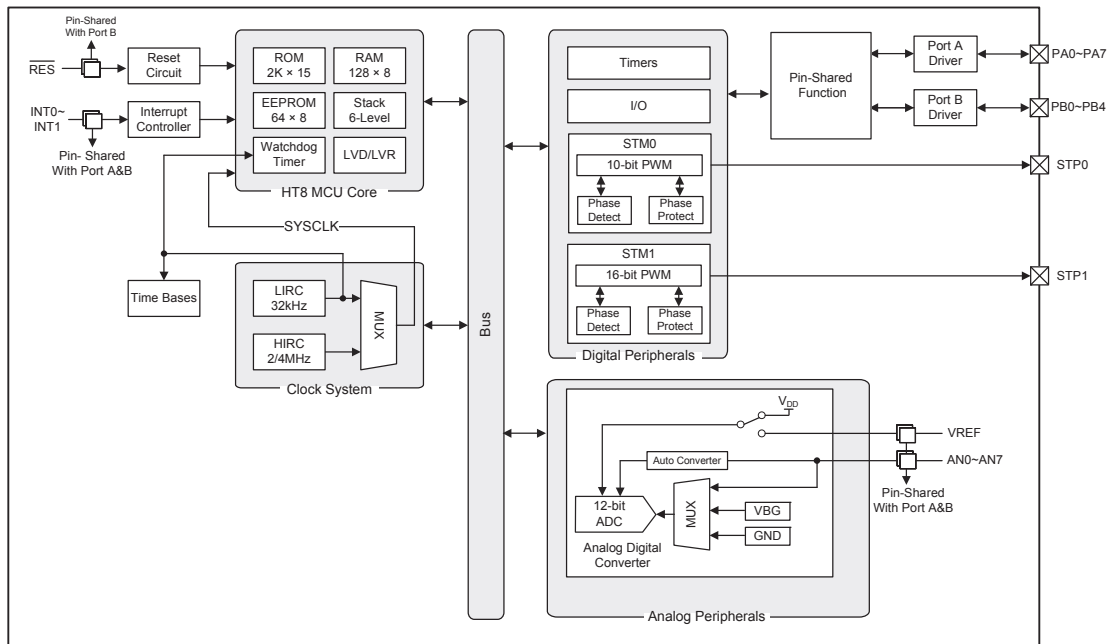 Pin-Shared
With Port B
RES
Reset
Circuit
INT0~
INT1
Interrupt
Controller
Pin- Shared
With Port A&B
ROM
2K × 15
RAM
128 × 8
EEPROM
64 × 8
Stack
6-Level
Watchdog
Timer
LVD/LVR
HT8 MCU Core
SYSCLK
Time Bases
LIRC
32kHz
HIRC
2/4MHz
MUX
Clock System
Bus
Timers
I/O
STM0
10-bit PWM
Phase
Detect
Phase
Protect
STM1
16-bit PWM
Phase
Detect
Phase
Protect
Digital Peripherals
Pin-Shared
Function
Port A
Driver
Port B
Driver
PA0~PA7
PB0~PB4
STP0
STP1
VDD
VREF
AN0~AN7
Pin-Shared
With Port A&B
Auto Converter
12-bit
ADC
MUX
VBG
GND
Analog Digital
Converter
Analog Peripherals